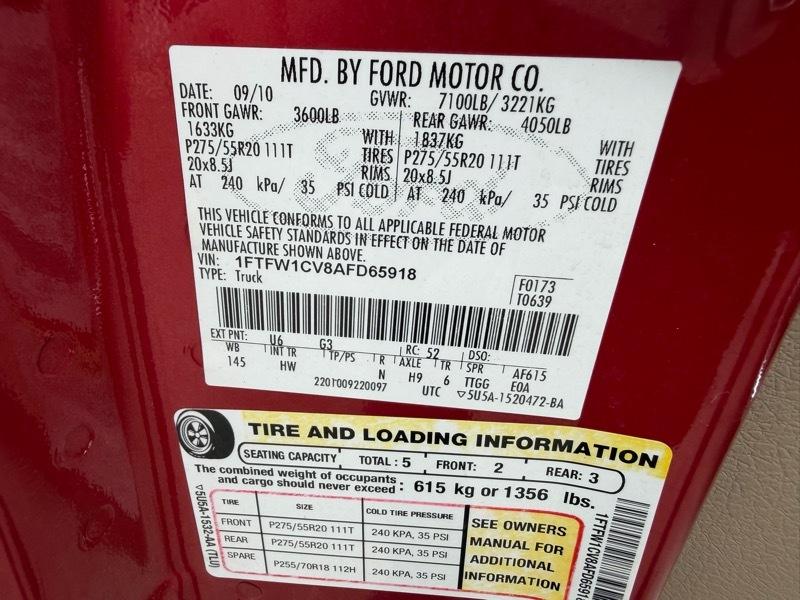 MFD. BY FORD MOTOR CO.
DATE: 09/10 GVWR: 7100LB/ 3221KG
FRONT GAWR: 3600LB REAR GAWR: 4050LB
1633KG WITH 1837KG WITH
P275/55R20 111T TIRES P275/55R20 111T TIRES
20x8.5J RIMS 20x8.5J RIMS
AT 240 kPa/ 35 PSI COLD AT 240 kPa/ 35 PSI COLD
THIS VEHICLE CONFORMS TO ALL APPLICABLE FEDERAL MOTOR
VEHICLE SAFETY STANDARDS IN EFFECT ON THE DATE OF
MANUFACTURE SHOWN ABOVE.
VIN: 1FTFW1CV8AFD65918
TYPE: Truck F0173
T0639
EXT PNT: U6 G3 RC: 52 DSO:
WB INT TR TP/PS R AXLE TR SPR AF615
145 HW N H9 6 TTGG EOA
2201009220097 UTC ▽5U5A-1520472-BA
TIRE AND LOADING INFORMATION
SEATING CAPACITY TOTAL: 5 FRONT: 2 REAR: 3
The combined weight of occupants
and cargo should never exceed: 615 kg or 1356 lbs.
TIRE SIZE COLD TIRE PRESSURE
FRONT P275/55R20 111T 240 KPA, 35 PSI
REAR P275/55R20 111T 240 KPA, 35 PSI
SPARE P255/70R18 112H 240 KPA, 35 PSI
SEE OWNERS
MANUAL FOR
ADDITIONAL
INFORMATION
▽5U5A-1532-AA (TLU)
1FTFW1CV8AFD65918